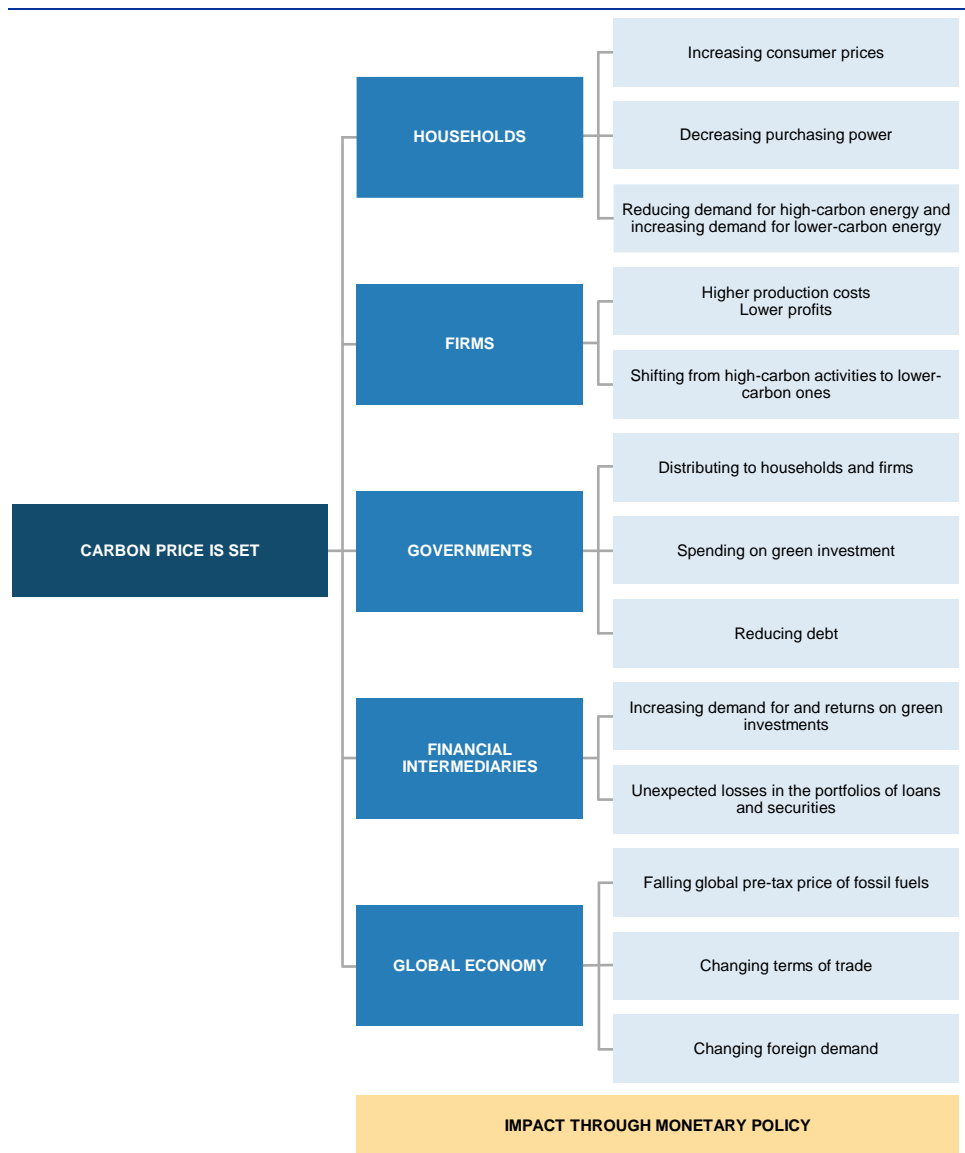 CARBON PRICE IS SET
HOUSEHOLDS
Increasing consumer prices
Decreasing purchasing power
Reducing demand for high-carbon energy and
increasing demand for lower-carbon energy
FIRMS
Higher production costs
Lower profits
Shifting from high-carbon activities to lower-
carbon ones
GOVERNMENTS
Distributing to households and firms
Spending on green investment
Reducing debt
FINANCIAL
INTERMEDIARIES
Increasing demand for and returns on green
investments
Unexpected losses in the portfolios of loans
and securities
GLOBAL ECONOMY
Falling global pre-tax price of fossil fuels
Changing terms of trade
Changing foreign demand
IMPACT THROUGH MONETARY POLICY